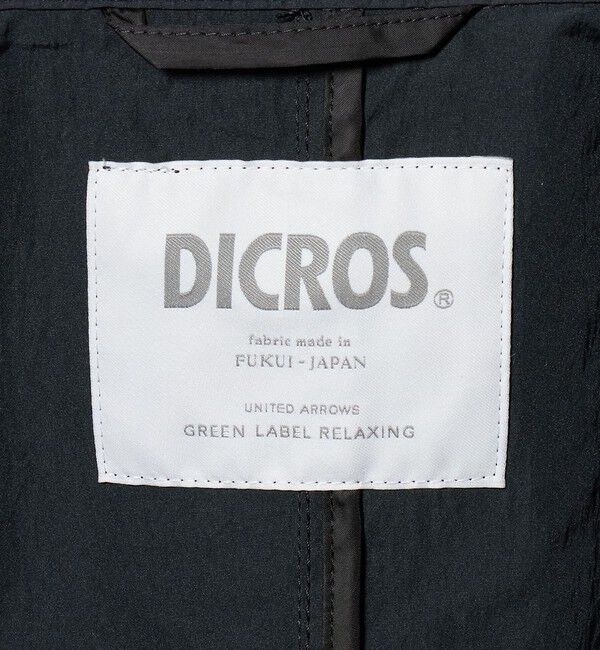 DICROS®
fabric made in
FUKUI - JAPAN
UNITED ARROWS
GREEN LABEL RELAXING